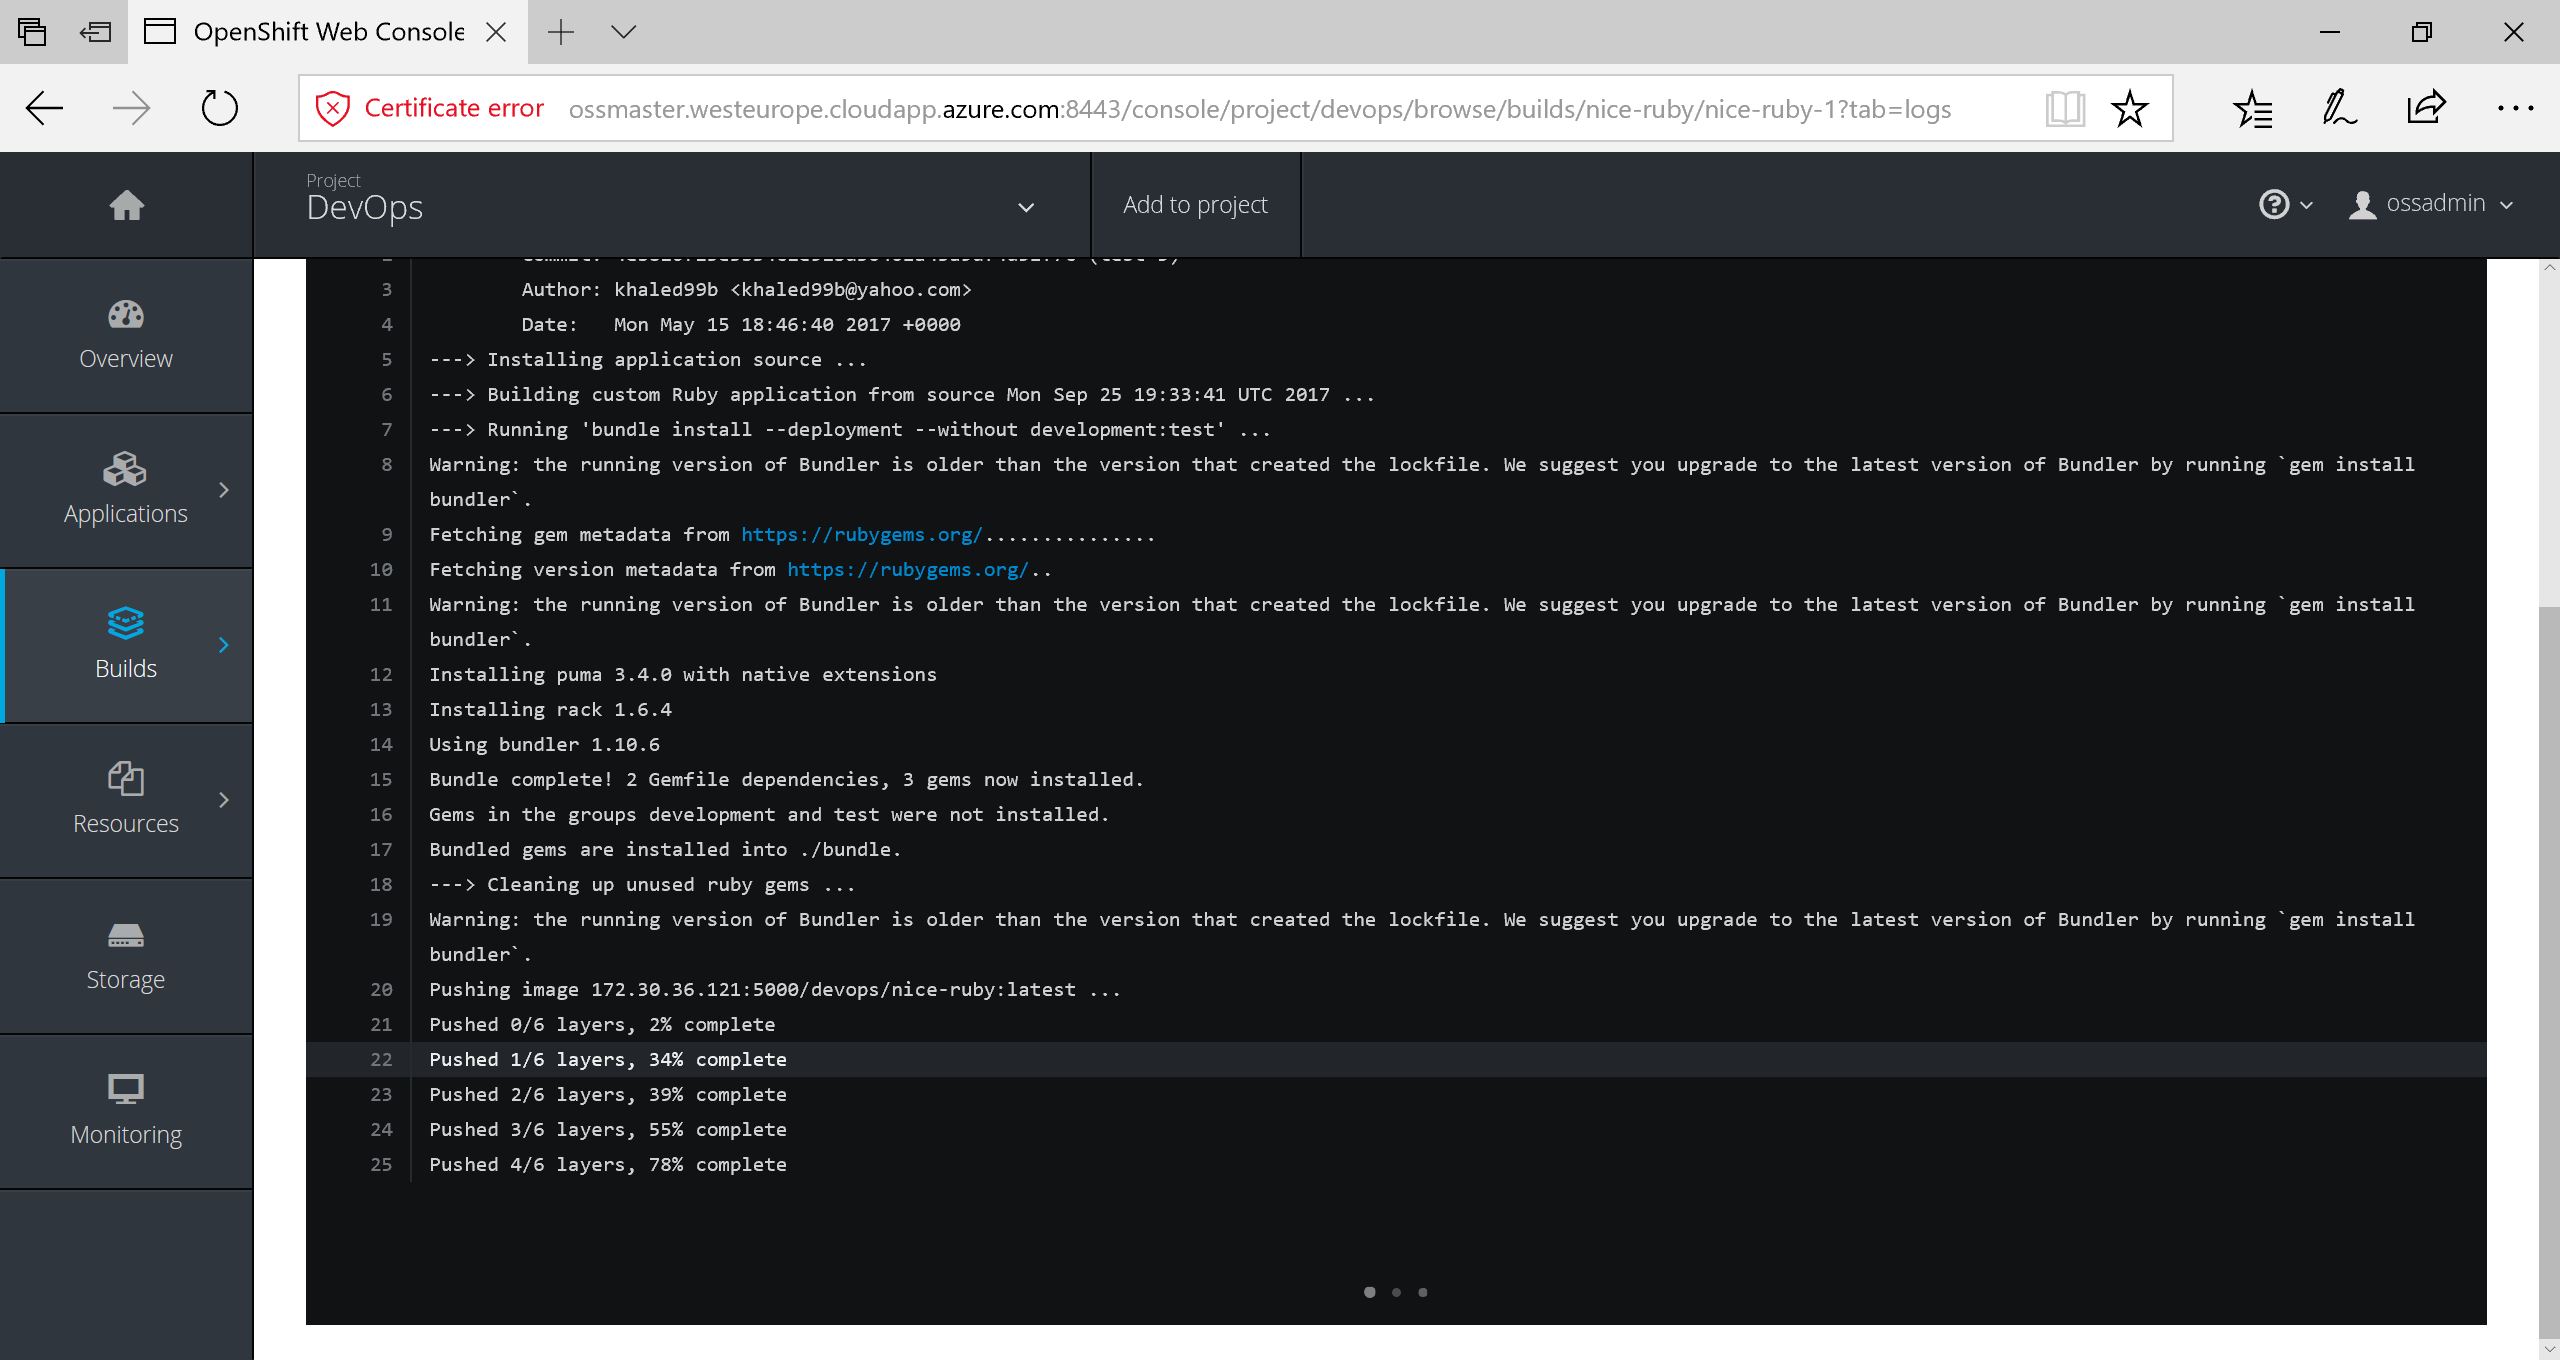 OpenShift Web Console
Certificate error ossmaster.westeurope.cloudapp.azure.com:8443/console/project/devops/browse/builds/nice-ruby/nice-ruby-1?tab=logs
Project
DevOps
Add to project
ossadmin
Overview
Applications
Builds
Resources
Storage
Monitoring
3 Author: khaled99b <khaled99b@yahoo.com>
4 Date: Mon May 15 18:46:40 2017 +0000
5 ---> Installing application source ...
6 ---> Building custom Ruby application from source Mon Sep 25 19:33:41 UTC 2017 ...
7 ---> Running 'bundle install --deployment --without development:test' ...
8 Warning: the running version of Bundler is older than the version that created the lockfile. We suggest you upgrade to the latest version of Bundler by running `gem install
bundler`.
9 Fetching gem metadata from https://rubygems.org/...............
10 Fetching version metadata from https://rubygems.org/..
11 Warning: the running version of Bundler is older than the version that created the lockfile. We suggest you upgrade to the latest version of Bundler by running `gem install
bundler`.
12 Installing puma 3.4.0 with native extensions
13 Installing rack 1.6.4
14 Using bundler 1.10.6
15 Bundle complete! 2 Gemfile dependencies, 3 gems now installed.
16 Gems in the groups development and test were not installed.
17 Bundled gems are installed into ./bundle.
18 ---> Cleaning up unused ruby gems ...
19 Warning: the running version of Bundler is older than the version that created the lockfile. We suggest you upgrade to the latest version of Bundler by running `gem install
bundler`.
20 Pushing image 172.30.36.121:5000/devops/nice-ruby:latest ...
21 Pushed 0/6 layers, 2% complete
22 Pushed 1/6 layers, 34% complete
23 Pushed 2/6 layers, 39% complete
24 Pushed 3/6 layers, 55% complete
25 Pushed 4/6 layers, 78% complete